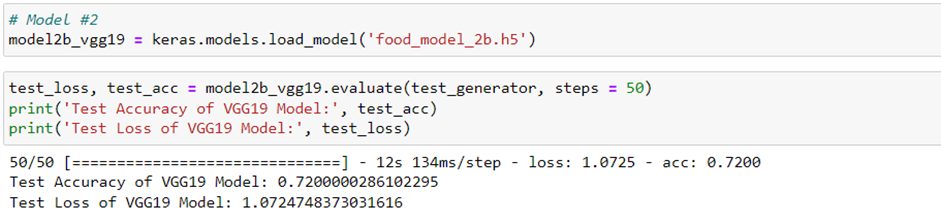 # Model #2
model2b_vgg19 = keras.models.load_model('food_model_2b.h5')
test_loss, test_acc = model2b_vgg19.evaluate(test_generator, steps = 50)
print('Test Accuracy of VGG19 Model:', test_acc)
print('Test Loss of VGG19 Model:', test_loss)
50/50 [==============================] - 12s 134ms/step - loss: 1.0725 - acc: 0.7200
Test Accuracy of VGG19 Model: 0.7200000286102295
Test Loss of VGG19 Model: 1.0724748373031616